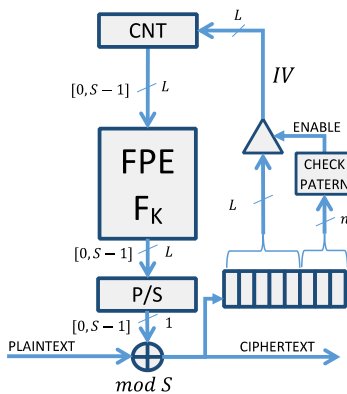 CNT
L
IV
[0, S−1]
L
ENABLE
FPE
F_K
CHECK
PATERN
L
n
[0, S−1]
L
P/S
[0, S−1]
1
PLAINTEXT
CIPHERTEXT
mod S